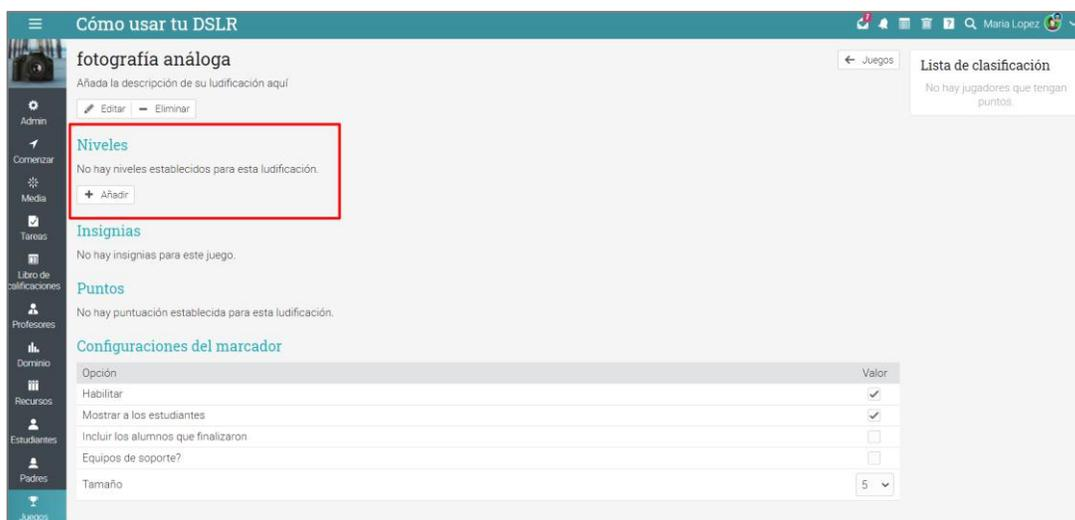 Cómo usar tu DSLR
Maria Lopez
Admin
Comenzar
Media
Tareas
Libro de
calificaciones
Profesores
Dominio
Recursos
Estudiantes
Padres
Juegos
fotografía análoga
Añada la descripción de su ludificación aquí
Editar Eliminar
Niveles
No hay niveles establecidos para esta ludificación.
+ Añadir
Insignias
No hay insignias para este juego.
Puntos
No hay puntuación establecida para esta ludificación.
Configuraciones del marcador
Opción Valor
Habilitar
Mostrar a los estudiantes
Incluir los alumnos que finalizaron
Equipos de soporte?
Tamaño 5
← Juegos
Lista de clasificación
No hay jugadores que tengan
puntos.